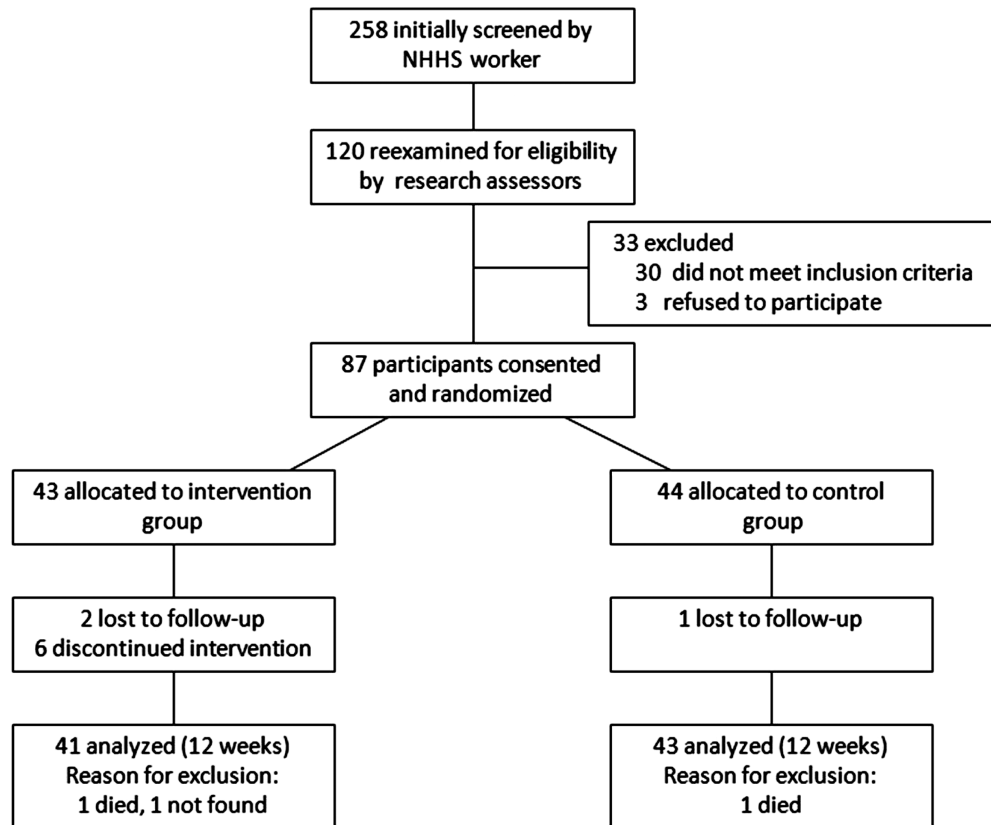 258 initially screened by
NHHS worker
120 reexamined for eligibility
by research assessors
33 excluded
30 did not meet inclusion criteria
3 refused to participate
87 participants consented
and randomized
43 allocated to intervention
group
44 allocated to control
group
2 lost to follow-up
6 discontinued intervention
1 lost to follow-up
41 analyzed (12 weeks)
Reason for exclusion:
1 died, 1 not found
43 analyzed (12 weeks)
Reason for exclusion:
1 died